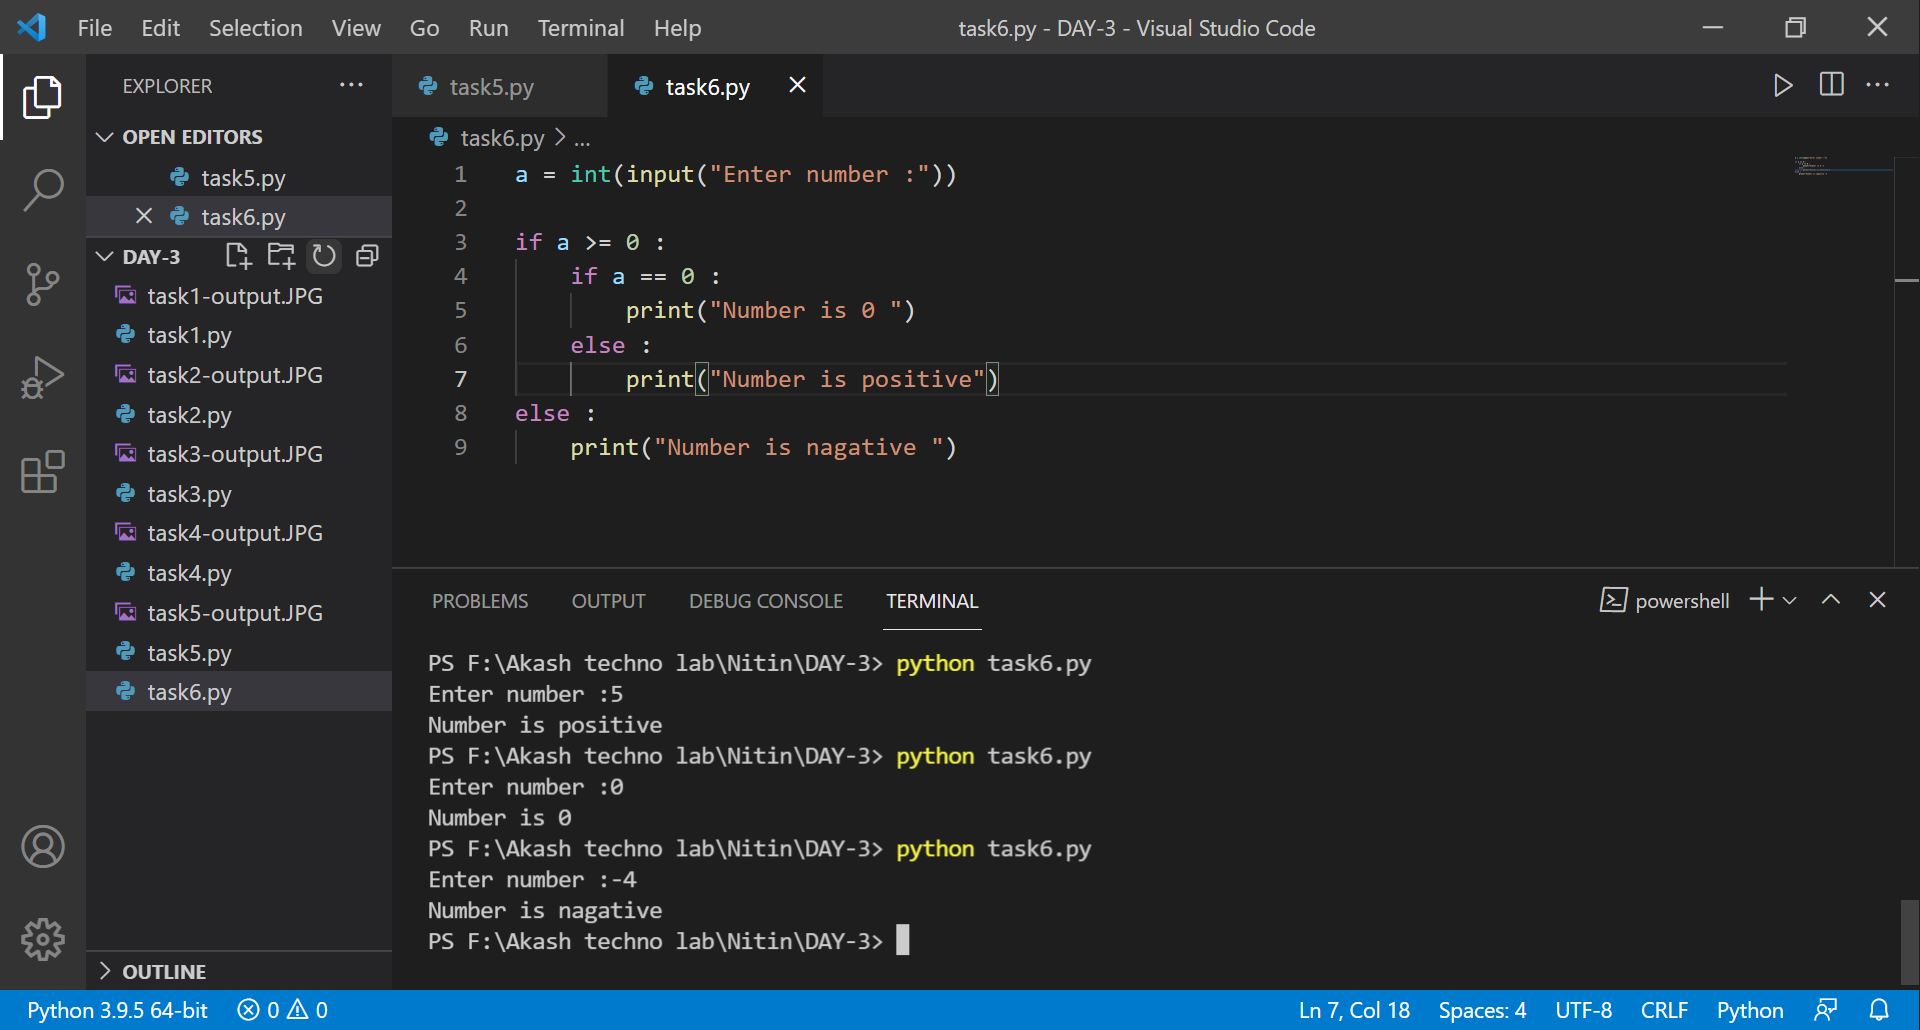 File Edit Selection View Go Run Terminal Help task6.py - DAY-3 - Visual Studio Code
EXPLORER
OPEN EDITORS
task5.py
task6.py
DAY-3
task1-output.JPG
task1.py
task2-output.JPG
task2.py
task3-output.JPG
task3.py
task4-output.JPG
task4.py
task5-output.JPG
task5.py
task6.py
OUTLINE
task5.py task6.py
task6.py > ...
1 a = int(input("Enter number :"))
2
3 if a >= 0 :
4     if a == 0 :
5         print("Number is 0 ")
6     else :
7         print("Number is positive")
8 else :
9     print("Number is nagative ")
PROBLEMS OUTPUT DEBUG CONSOLE TERMINAL powershell
PS F:\Akash techno lab\Nitin\DAY-3> python task6.py
Enter number :5
Number is positive
PS F:\Akash techno lab\Nitin\DAY-3> python task6.py
Enter number :0
Number is 0
PS F:\Akash techno lab\Nitin\DAY-3> python task6.py
Enter number :-4
Number is nagative
PS F:\Akash techno lab\Nitin\DAY-3>
Python 3.9.5 64-bit 0 0 Ln 7, Col 18 Spaces: 4 UTF-8 CRLF Python